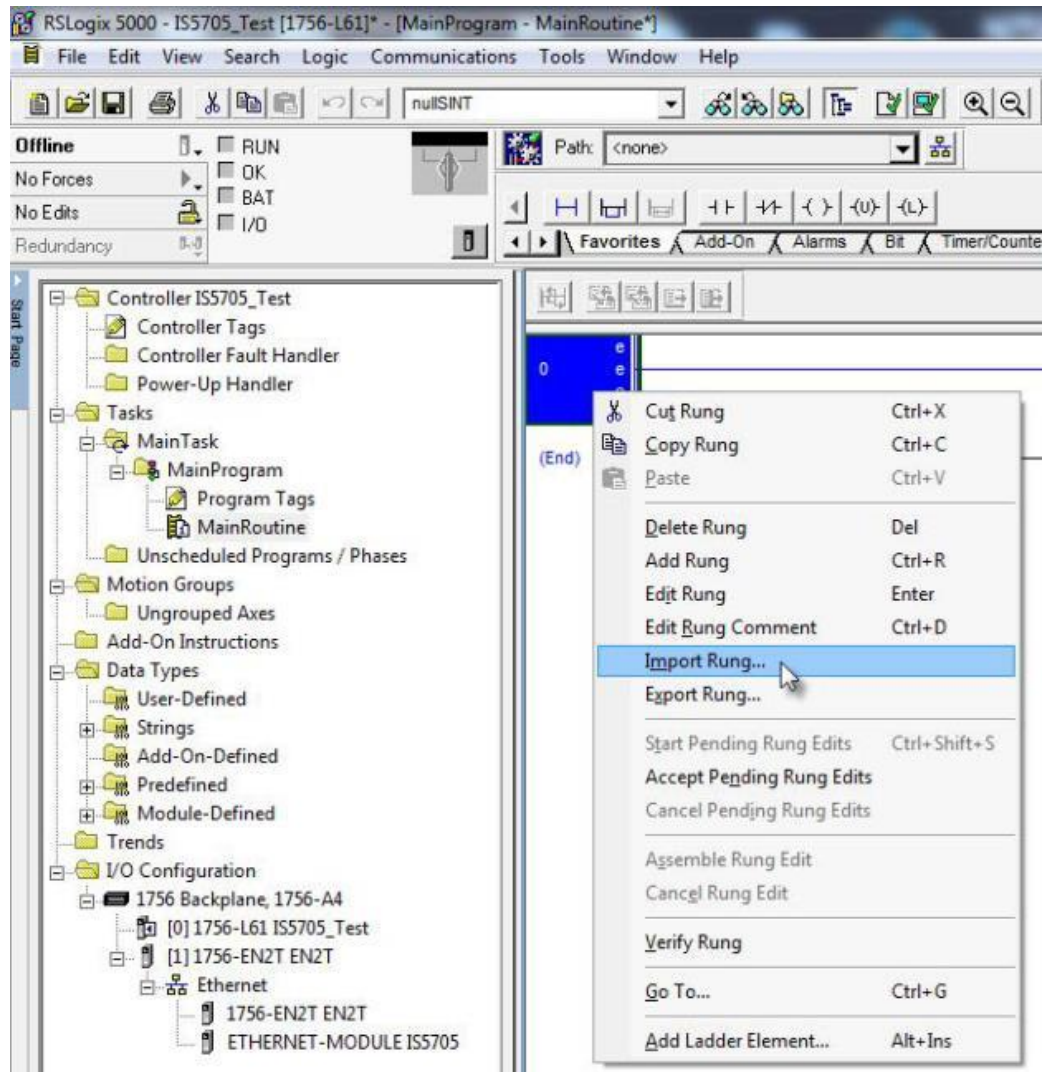 RSLogix 5000 - IS5705_Test [1756-L61]* - [MainProgram - MainRoutine*]
File Edit View Search Logic Communications Tools Window Help
nullSINT
Offline
RUN
No Forces
OK
BAT
No Edits
I/O
Redundancy
Path: <none>
Favorites Add-On Alarms Bit Timer/Counte
Start Page
Controller IS5705_Test
Controller Tags
Controller Fault Handler
Power-Up Handler
Tasks
MainTask
MainProgram
Program Tags
MainRoutine
Unscheduled Programs / Phases
Motion Groups
Ungrouped Axes
Add-On Instructions
Data Types
User-Defined
Strings
Add-On-Defined
Predefined
Module-Defined
Trends
I/O Configuration
1756 Backplane, 1756-A4
[0] 1756-L61 IS5705_Test
[1] 1756-EN2T EN2T
Ethernet
1756-EN2T EN2T
ETHERNET-MODULE IS5705
0
e
e
e
(End)
Cut Rung Ctrl+X
Copy Rung Ctrl+C
Paste Ctrl+V
Delete Rung Del
Add Rung Ctrl+R
Edit Rung Enter
Edit Rung Comment Ctrl+D
Import Rung...
Export Rung...
Start Pending Rung Edits Ctrl+Shift+S
Accept Pending Rung Edits
Cancel Pending Rung Edits
Assemble Rung Edit
Cancel Rung Edit
Verify Rung
Go To... Ctrl+G
Add Ladder Element... Alt+Ins